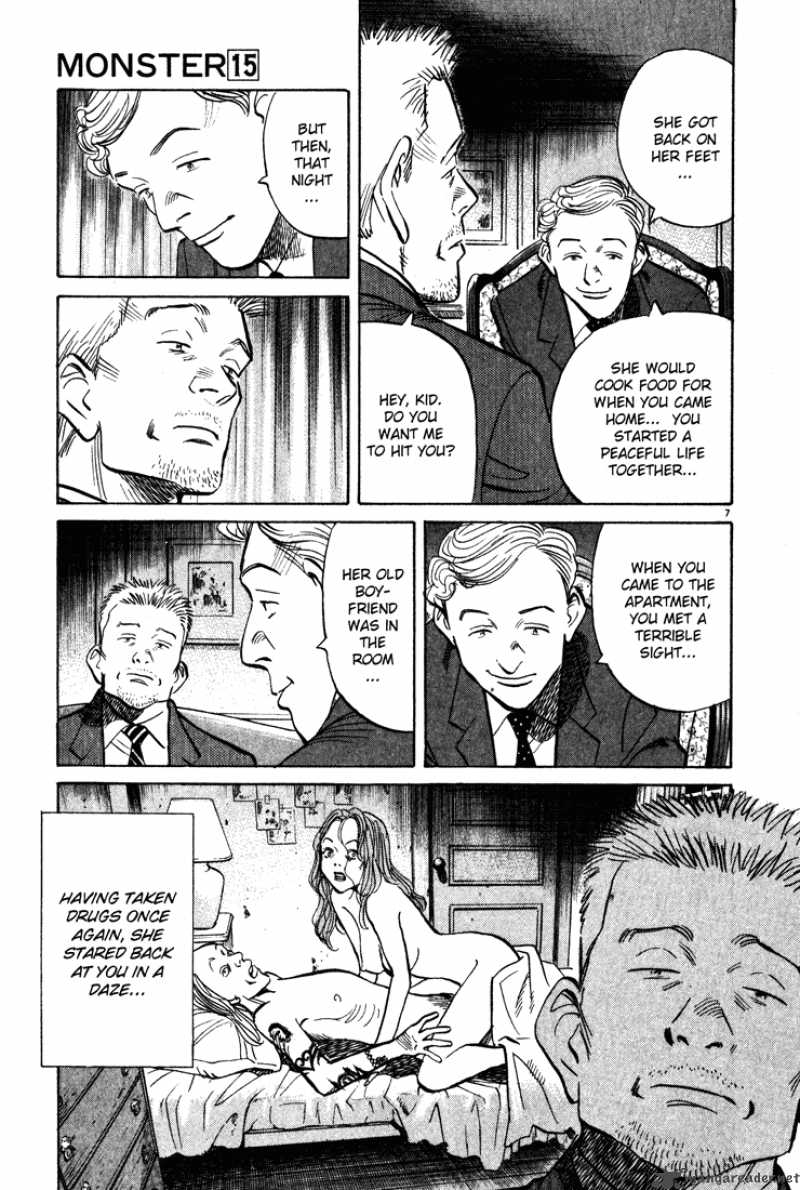 MONSTER 15
SHE GOT
BACK ON
HER FEET
...
SHE WOULD
COOK FOOD FOR
WHEN YOU CAME
HOME... YOU
STARTED A
PEACEFUL LIFE
TOGETHER...
HEY, KID.
DO YOU
WANT ME
TO HIT YOU?
BUT
THEN,
THAT
NIGHT
...
7
WHEN YOU
CAME TO THE
APARTMENT,
YOU MET A
TERRIBLE
SIGHT...
HER OLD
BOY-
FRIEND
WAS IN
THE
ROOM
...
HAVING TAKEN
DRUGS ONCE
AGAIN, SHE
STARED BACK
AT YOU IN A
DAZE...
mangareader.net